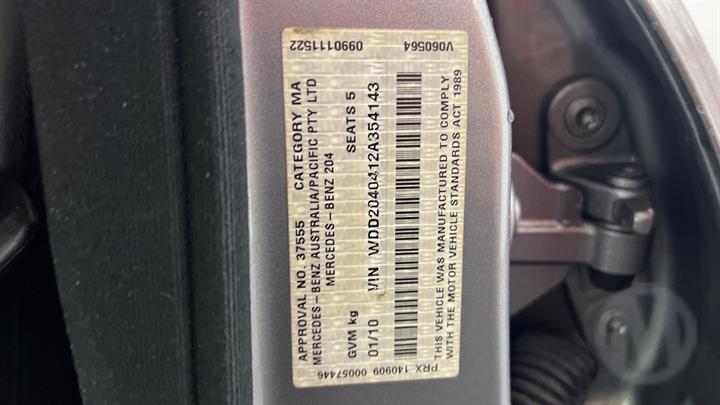 APPROVAL NO. 37555 CATEGORY MA
MERCEDES-BENZ AUSTRALIA/PACIFIC PTY LTD
MERCEDES-BENZ 204
GVM kg SEATS 5
01/10 VIN WDD2040412A354143
THIS VEHICLE WAS MANUFACTURED TO COMPLY
WITH THE MOTOR VEHICLE STANDARDS ACT 1989
PRX 140909 00057446
0990111522
V060564
M